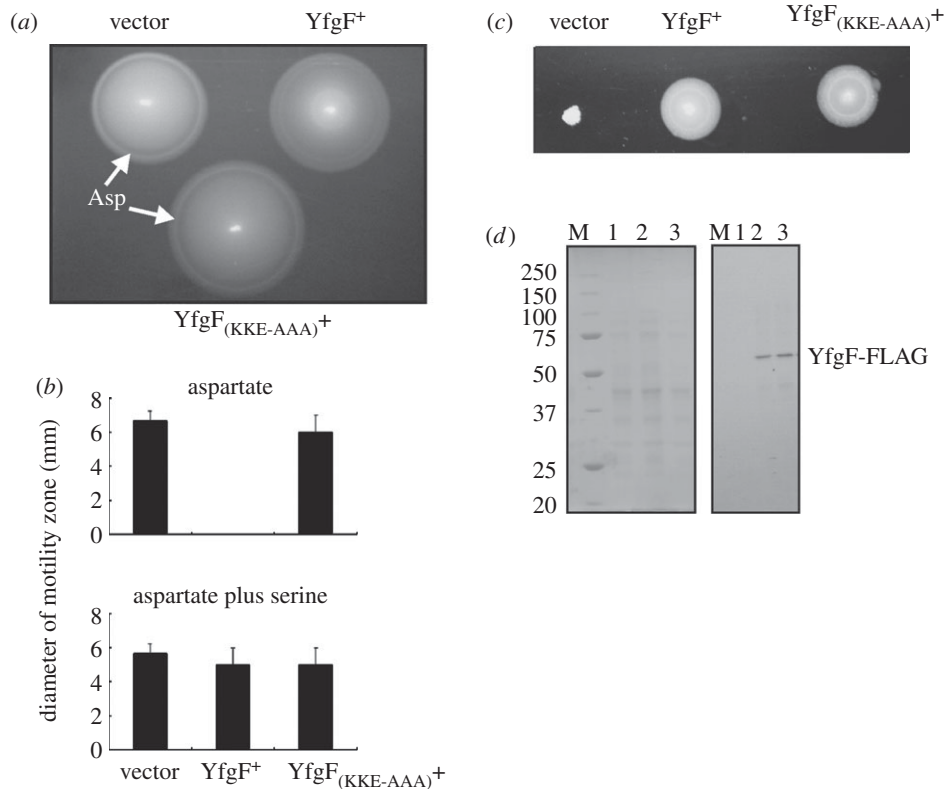 (a)
vector YfgF+
Asp
YfgF(KKE-AAA)+
(b)
aspartate
diameter of motility zone (mm)
8
6
4
2
0
aspartate plus serine
8
6
4
2
0
vector YfgF+ YfgF(KKE-AAA)+
(c)
YfgF+ YfgF(KKE-AAA)+
vector
(d)
M 1 2 3 M 1 2 3
250
150
100
75
50
37
25
20
YfgF-FLAG